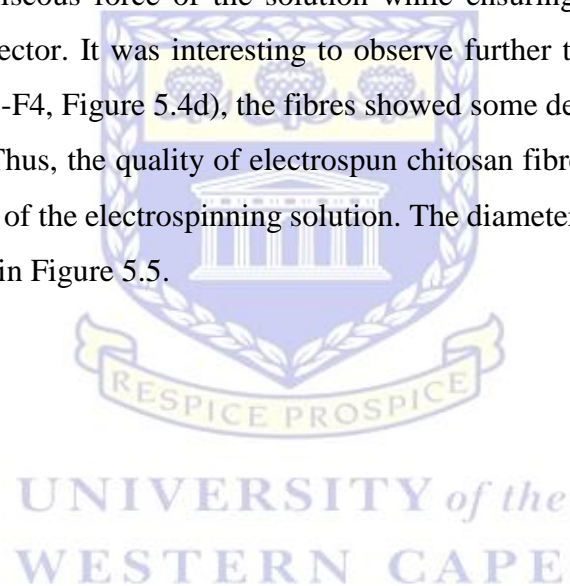 viscous force of the solution while ensuring
ector. It was interesting to observe further t
-F4, Figure 5.4d), the fibres showed some de
Thus, the quality of electrospun chitosan fibre
of the electrospinning solution. The diameter
in Figure 5.5.
RESPICE PROSPICE
UNIVERSITY of the
WESTERN CAPE